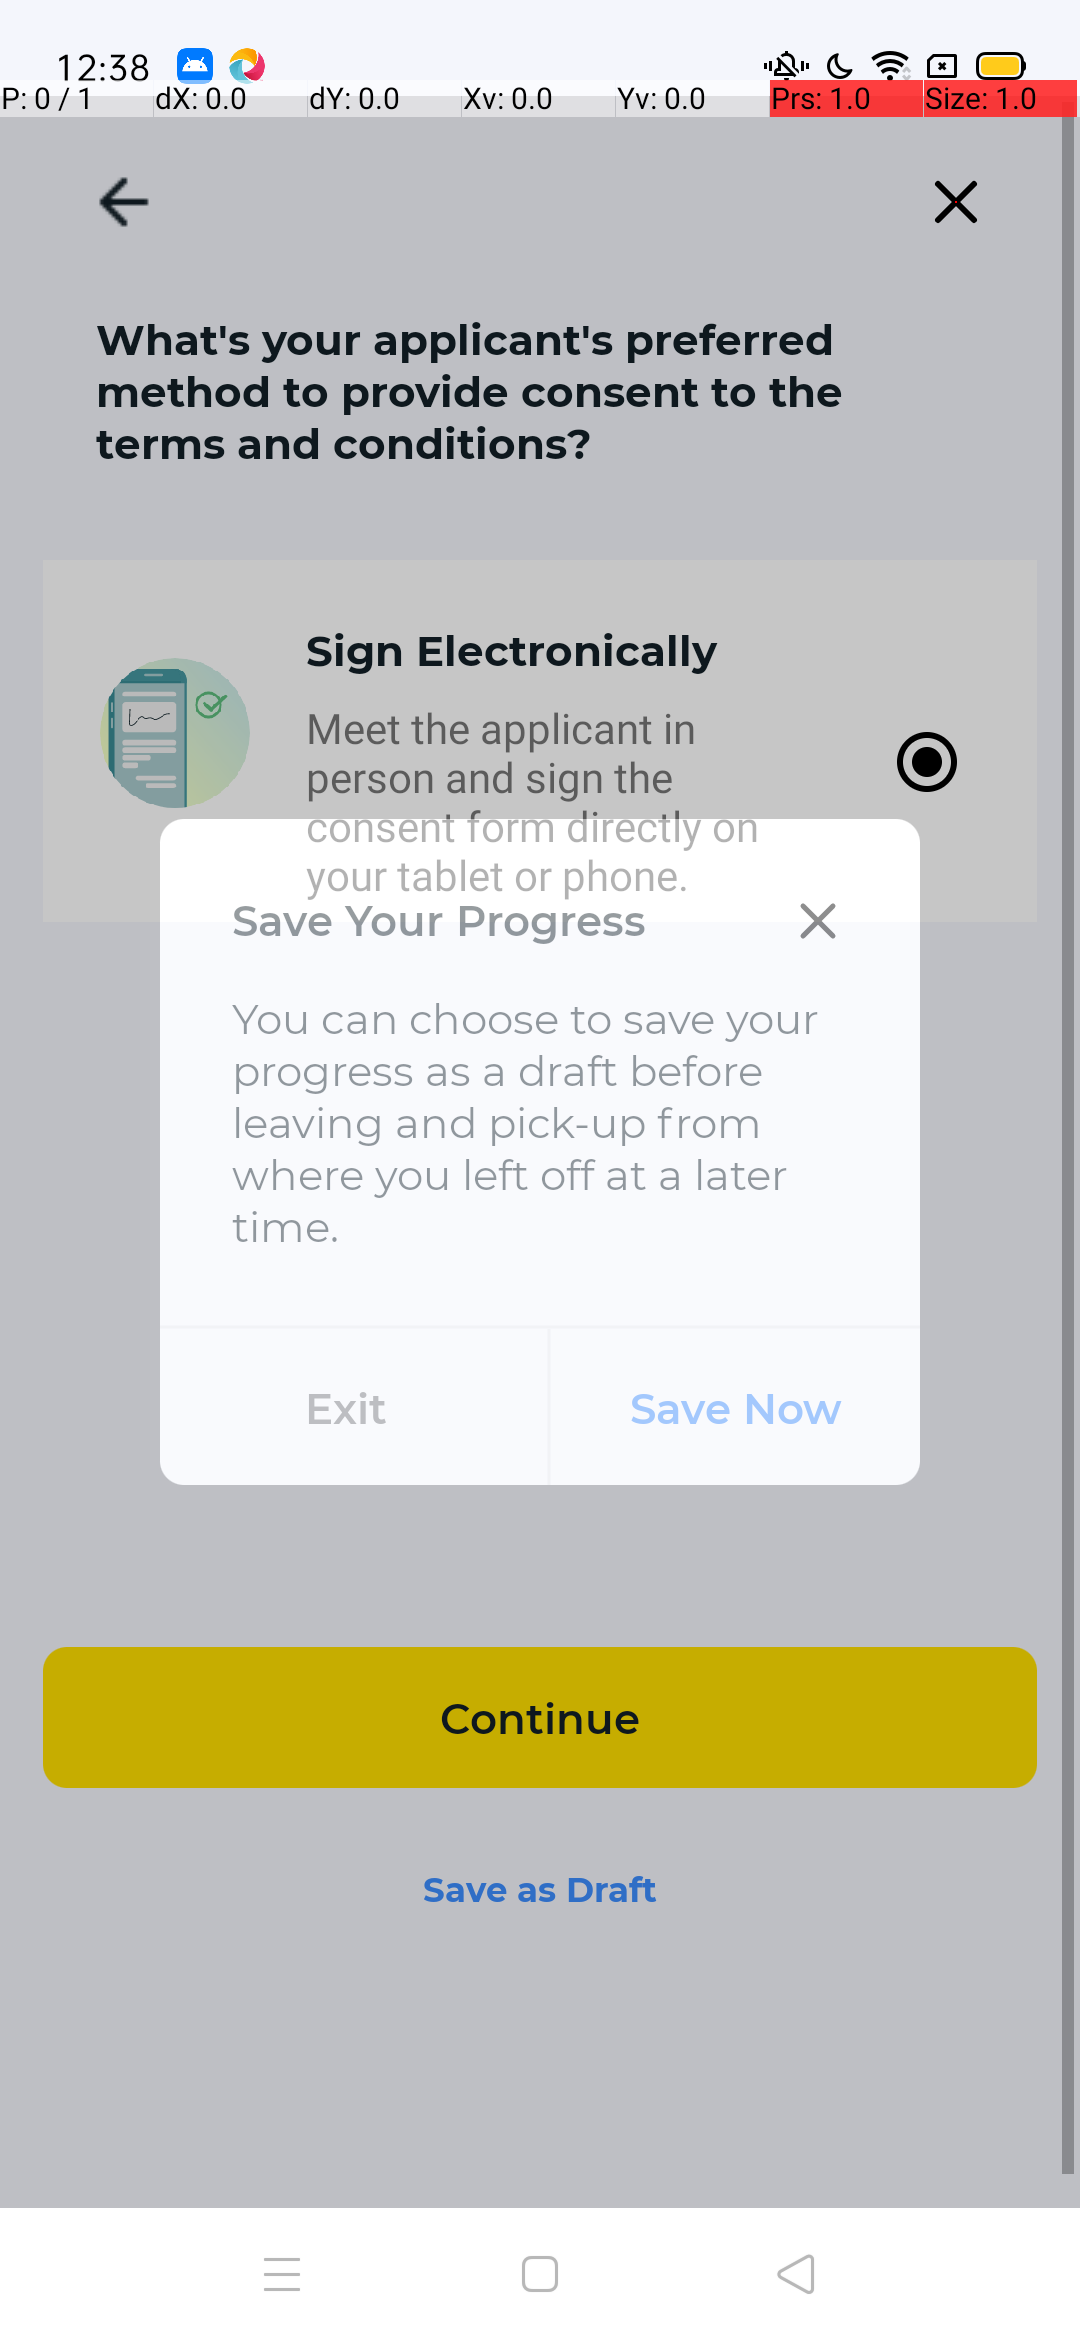 12:38
P: 0 / 1 dX: 0.0 dY: 0.0 Xv: 0.0 Yv: 0.0 Prs: 1.0 Size: 1.0
What's your applicant's preferred
method to provide consent to the
terms and conditions?
Sign Electronically
Meet the applicant in
person and sign the
consent form directly on
your tablet or phone.
Save Your Progress
You can choose to save your
progress as a draft before
leaving and pick-up from
where you left off at a later
time.
Exit Save Now
Continue
Save as Draft